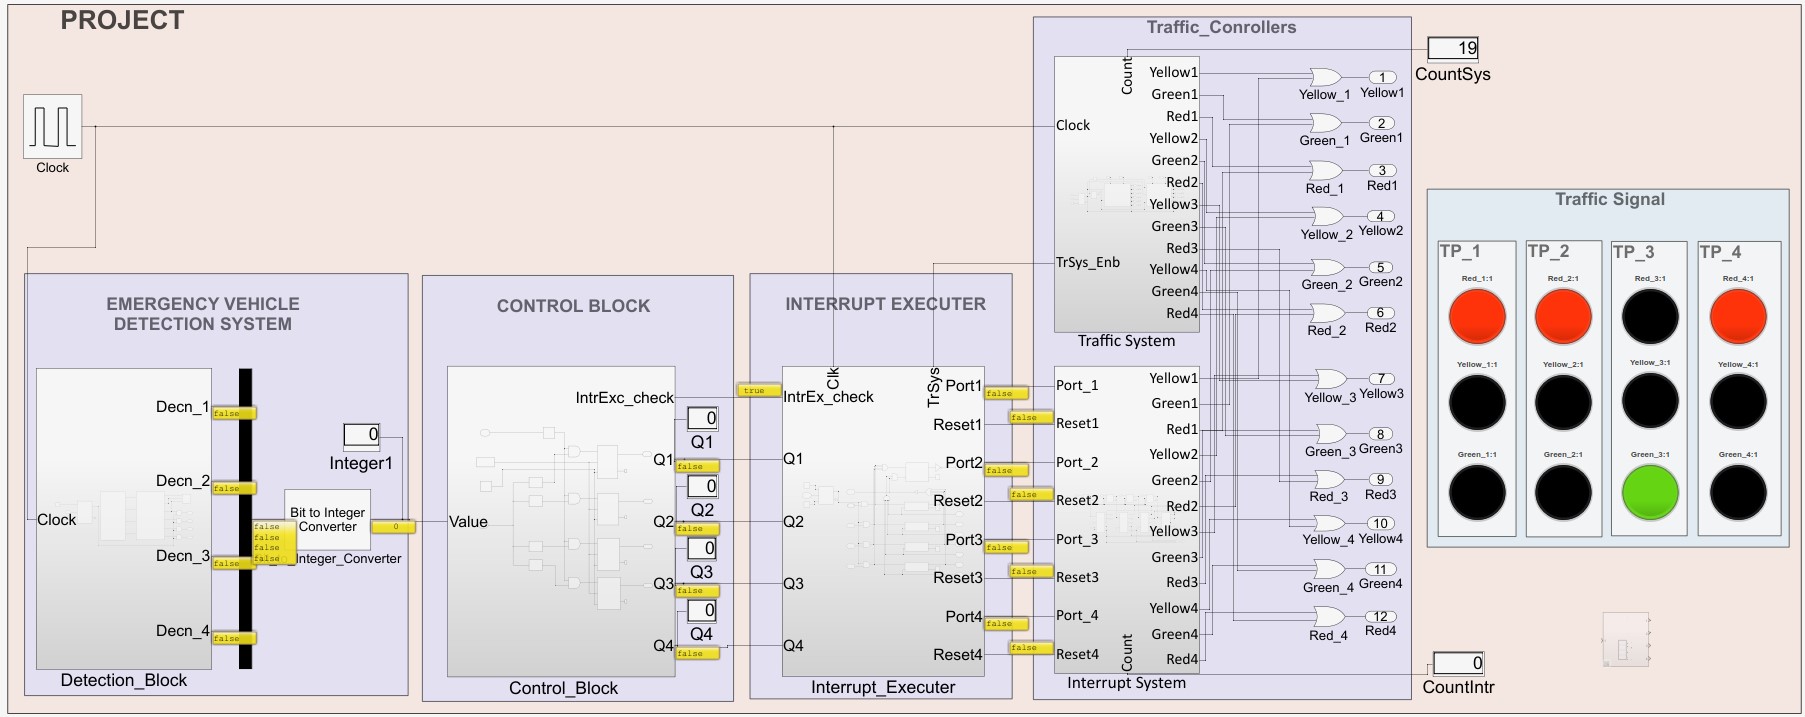 PROJECT
Clock
Traffic_Conrollers
Count
Clock
TrSys_Enb
Yellow1
Green1
Red1
Yellow2
Green2
Red2
Yellow3
Green3
Red3
Yellow4
Green4
Red4
Traffic System
Yellow_1
Green_1
Red_1
Yellow_2
Green_2
Red_2
Yellow_3
Green_3
Red_3
Yellow_4
Green_4
Red_4
1
Yellow1
2
Green1
3
Red1
4
Yellow2
5
Green2
6
Red2
7
Yellow3
8
Green3
9
Red3
10
Yellow4
11
Green4
12
Red4
19
CountSys
Traffic Signal
TP_1
TP_2
TP_3
TP_4
Red_1:1
Red_2:1
Red_3:1
Red_4:1
Yellow_1:1
Yellow_2:1
Yellow_3:1
Yellow_4:1
Green_1:1
Green_2:1
Green_3:1
Green_4:1
EMERGENCY VEHICLE
DETECTION SYSTEM
Clock
Decn_1
Decn_2
Decn_3
Decn_4
false
false
false
false
Detection_Block
0
Integer1
Bit to Integer
Converter
false
false
false
false
_Integer_Converter
0
CONTROL BLOCK
Value
IntrExc_check
Q1
Q2
Q3
Q4
0
Q1
false
0
Q2
false
0
Q3
false
0
Q4
false
Control_Block
INTERRUPT EXECUTER
true
Clk
TrSys
IntrEx_check
Q1
Q2
Q3
Q4
Port1
Reset1
Port2
Reset2
Port3
Reset3
Port4
Reset4
false
false
false
false
false
false
false
false
Interrupt_Executer
Port_1
Reset1
Port_2
Reset2
Port_3
Reset3
Port_4
Reset4
Count
Yellow1
Green1
Red1
Yellow2
Green2
Red2
Yellow3
Green3
Red3
Yellow4
Green4
Red4
Interrupt System
0
CountIntr